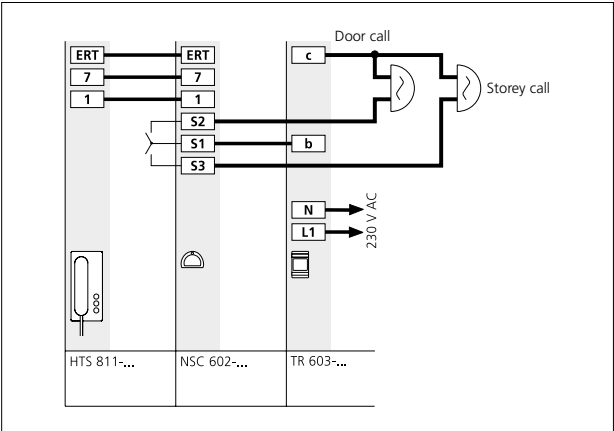 Door call
ERT ERT c
7 7
Storey call
1 1
S2
S1 b
S3
N
L1
230 V AC
HTS 811-... NSC 602-... TR 603-...